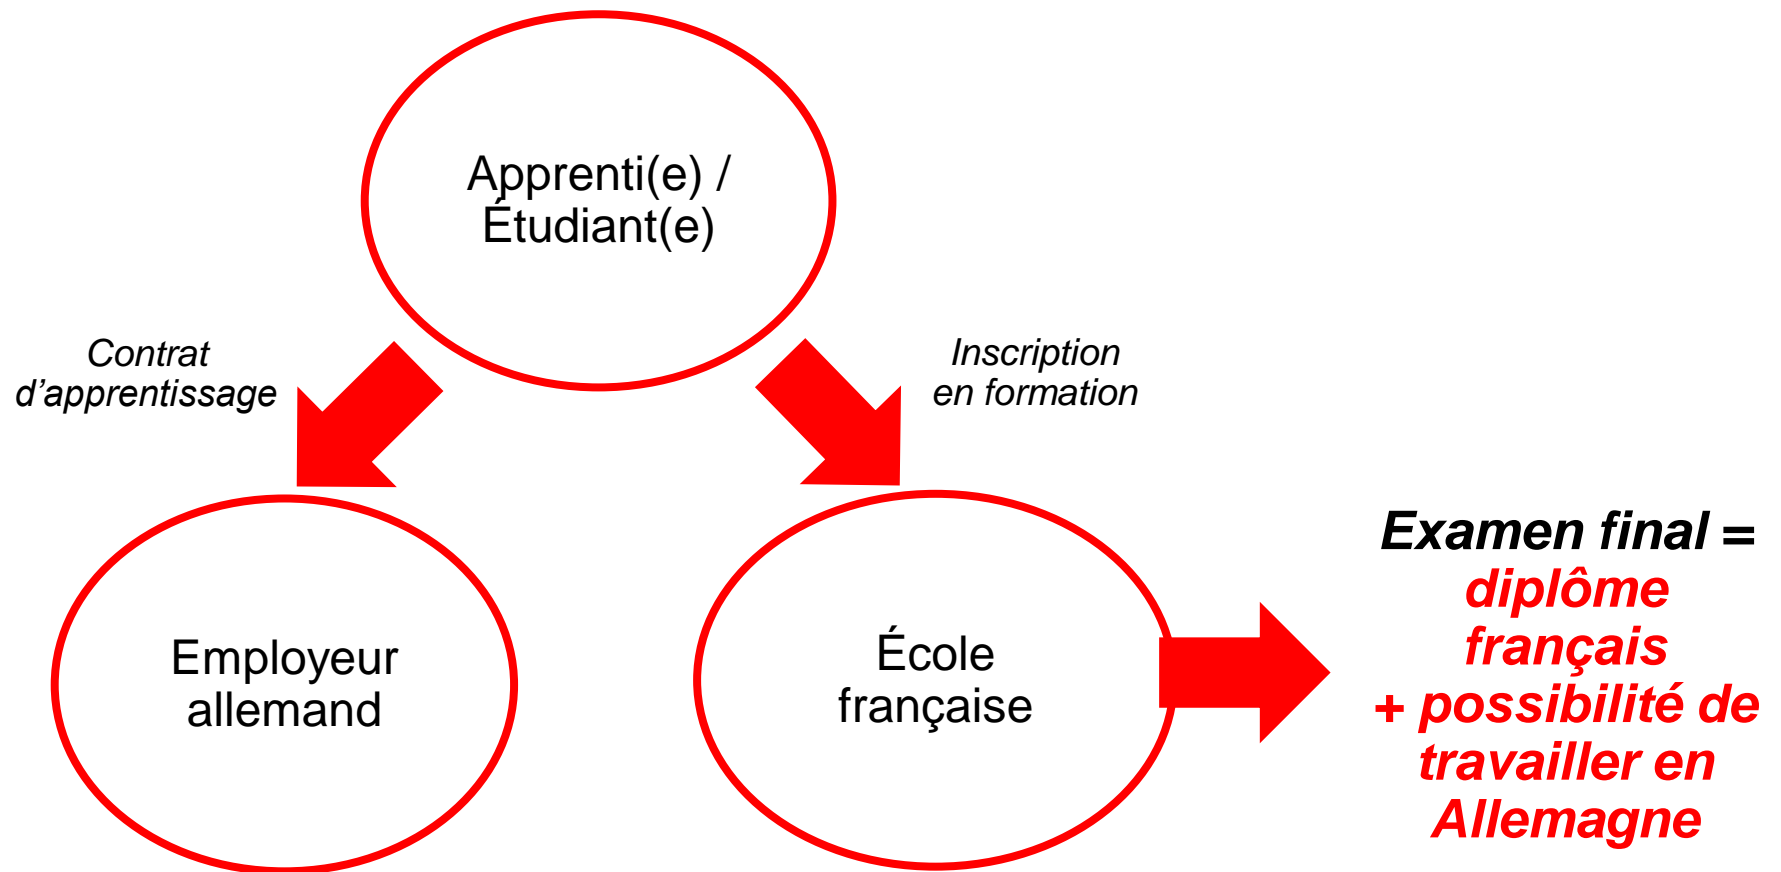 Apprenti(e) /
Étudiant(e)
Contrat
d’apprentissage
Inscription
en formation
Employeur
allemand
École
française
Examen final =
diplôme
français
+ possibilité de
travailler en
Allemagne